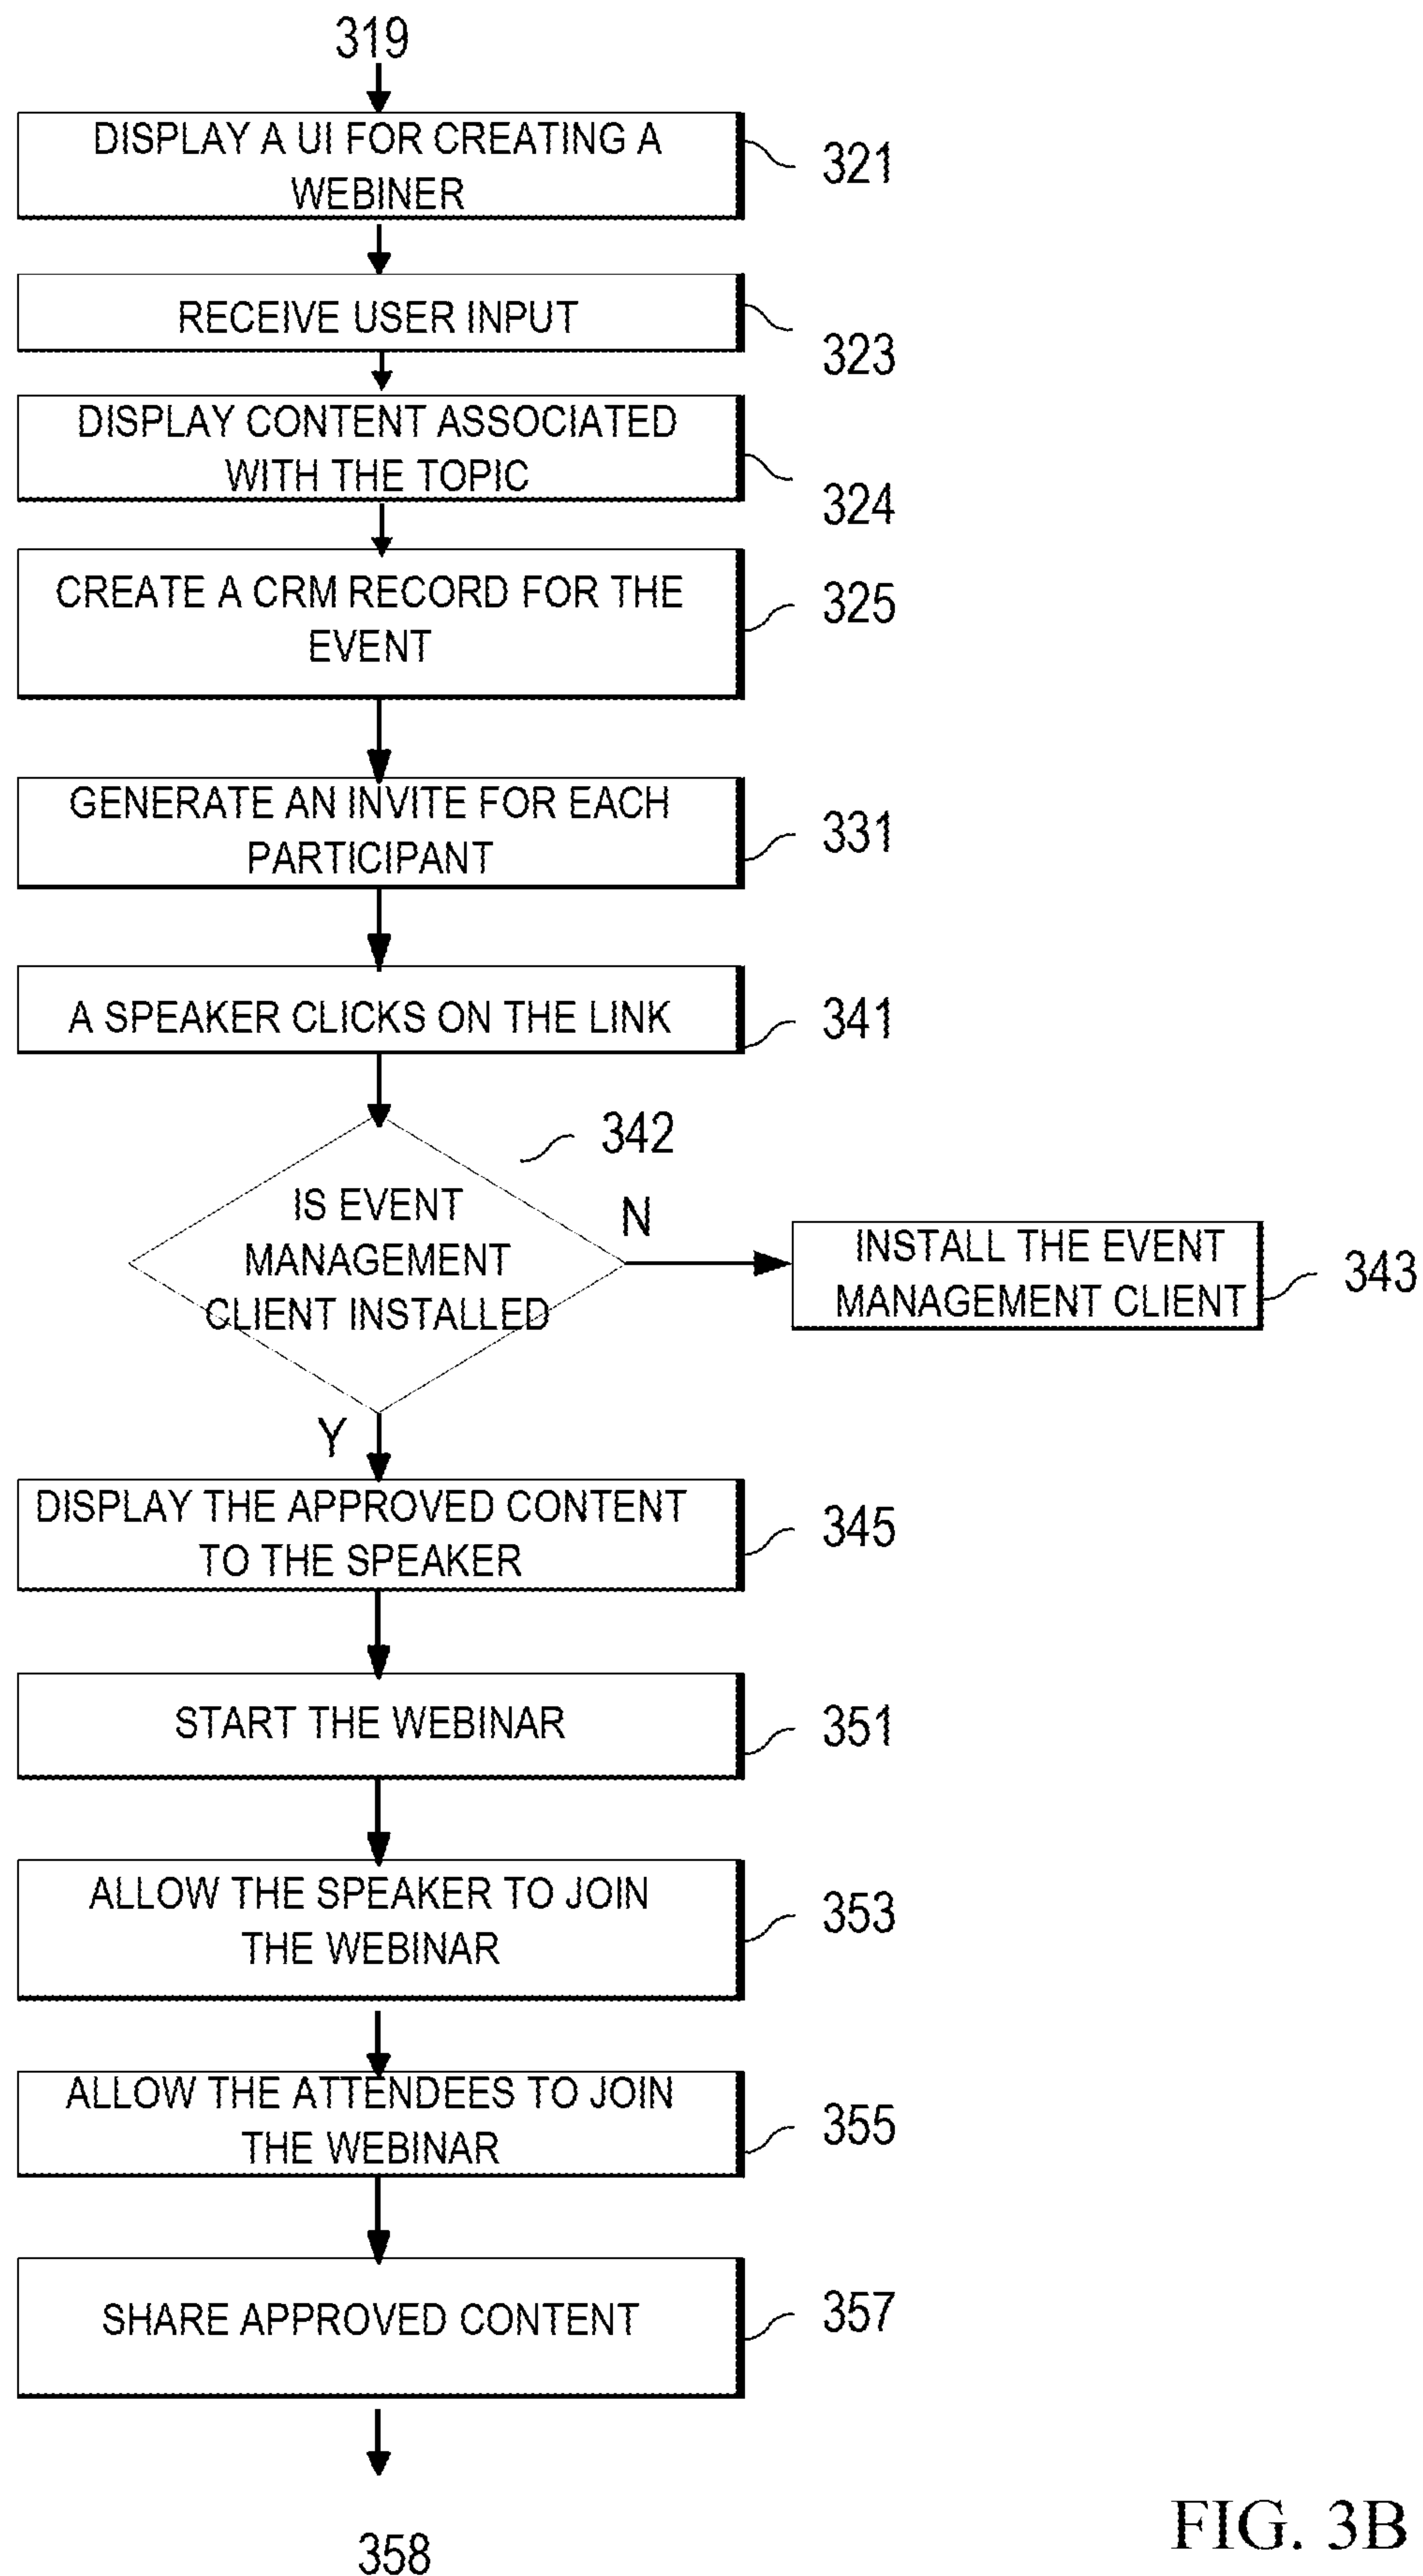 319
DISPLAY A UI FOR CREATING A
WEBINER
321
RECEIVE USER INPUT
323
DISPLAY CONTENT ASSOCIATED
WITH THE TOPIC
324
CREATE A CRM RECORD FOR THE
EVENT
325
GENERATE AN INVITE FOR EACH
PARTICIPANT
331
A SPEAKER CLICKS ON THE LINK
341
342
IS EVENT
MANAGEMENT
CLIENT INSTALLED
N
INSTALL THE EVENT
MANAGEMENT CLIENT
343
Y
DISPLAY THE APPROVED CONTENT
TO THE SPEAKER
345
START THE WEBINAR
351
ALLOW THE SPEAKER TO JOIN
THE WEBINAR
353
ALLOW THE ATTENDEES TO JOIN
THE WEBINAR
355
SHARE APPROVED CONTENT
357
358
FIG. 3B